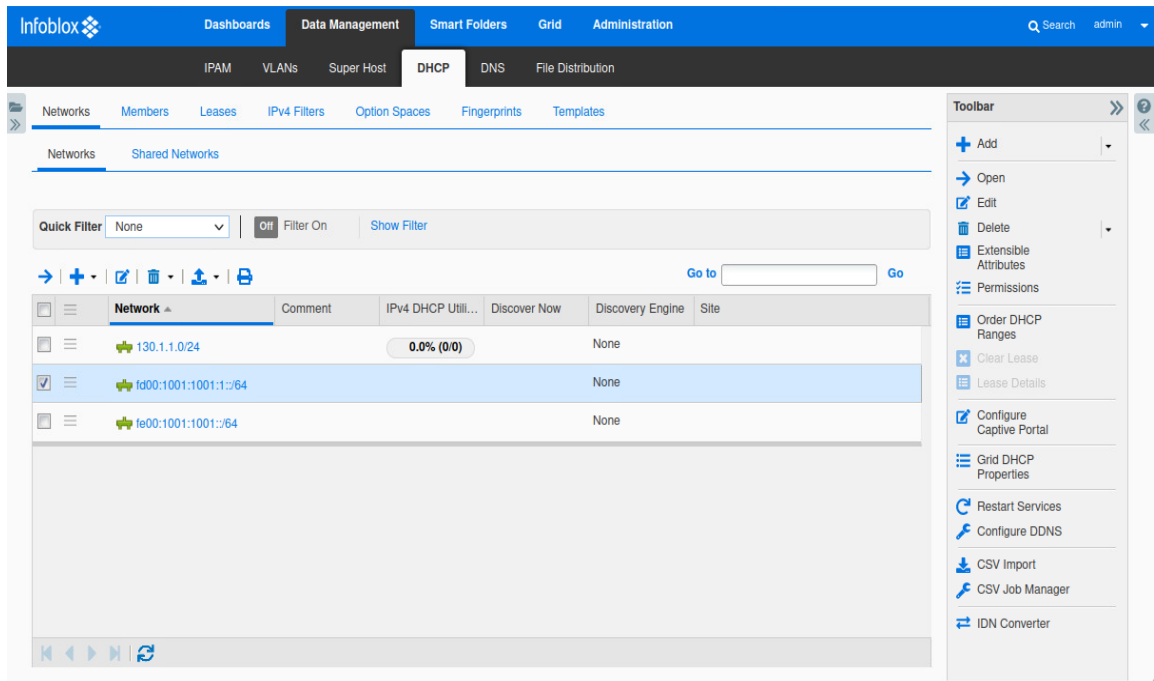 Infoblox Dashboards Data Management Smart Folders Grid Administration Search admin
IPAM VLANs Super Host DHCP DNS File Distribution
Networks Members Leases IPv4 Filters Option Spaces Fingerprints Templates
Networks Shared Networks
Quick Filter None Off Filter On Show Filter
Go to Go
Network Comment IPv4 DHCP Utili... Discover Now Discovery Engine Site
130.1.1.0/24 0.0% (0/0) None
fd00:1001:1001:1::/64 None
fe00:1001:1001::/64 None
Toolbar
Add
Open
Edit
Delete
Extensible
Attributes
Permissions
Order DHCP
Ranges
Clear Lease
Lease Details
Configure
Captive Portal
Grid DHCP
Properties
Restart Services
Configure DDNS
CSV Import
CSV Job Manager
IDN Converter